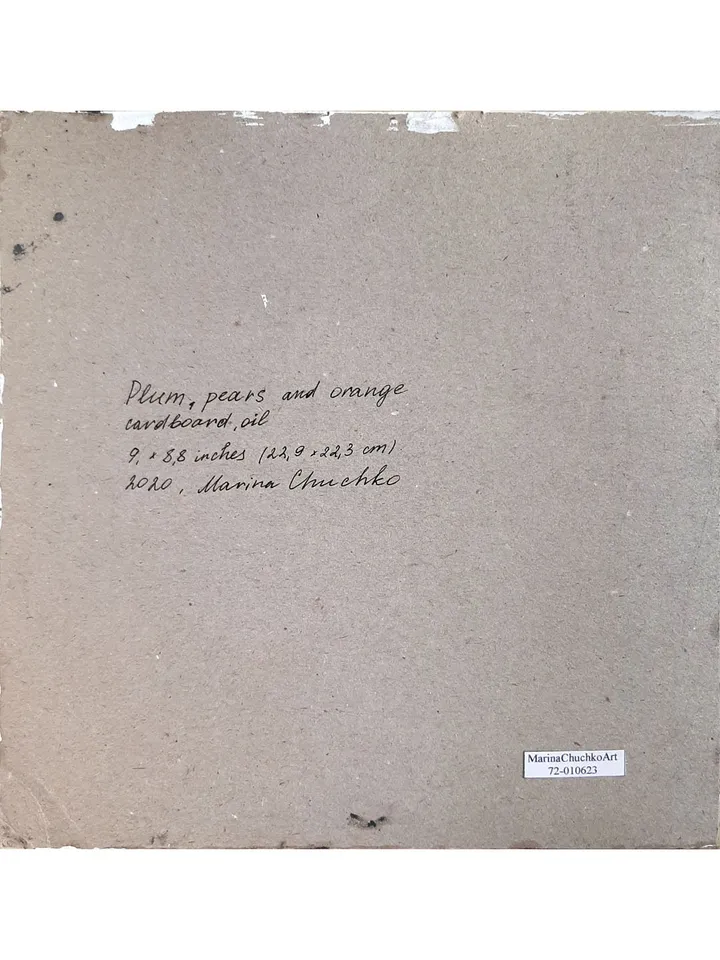 Plum, pears and orange
cardboard, oil
9, × 8,8 inches (22,9 × 22,3 cm)
2020, Marina Chuchko
MarinaChuchkoArt
72-010623